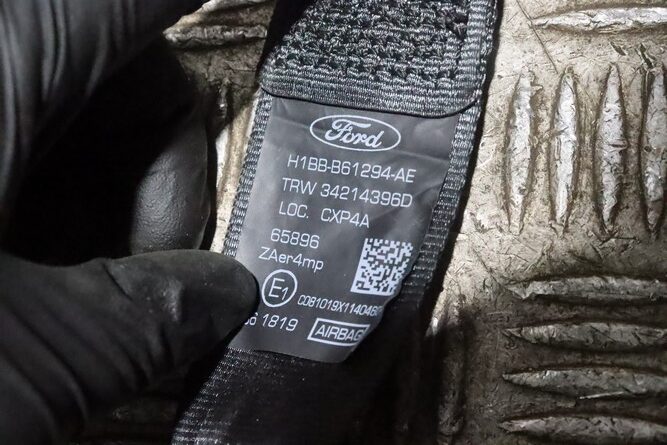 Ford
H1BB-B61294-AE
TRW 34214396D
LOC. CXP4A
65896
ZAer4mp
E1
1819
AIRBAG